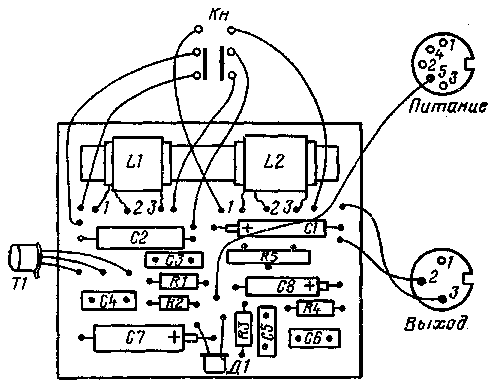 Кн
1
4
2 5
3
Питание
L1 L2
1 2 3 1 2 3
C2 + C1
C3 R5
T1 R1 C8 +
C4 R2 R4
C7 + R3 C5 C6
Д1
1
2
3
Выход